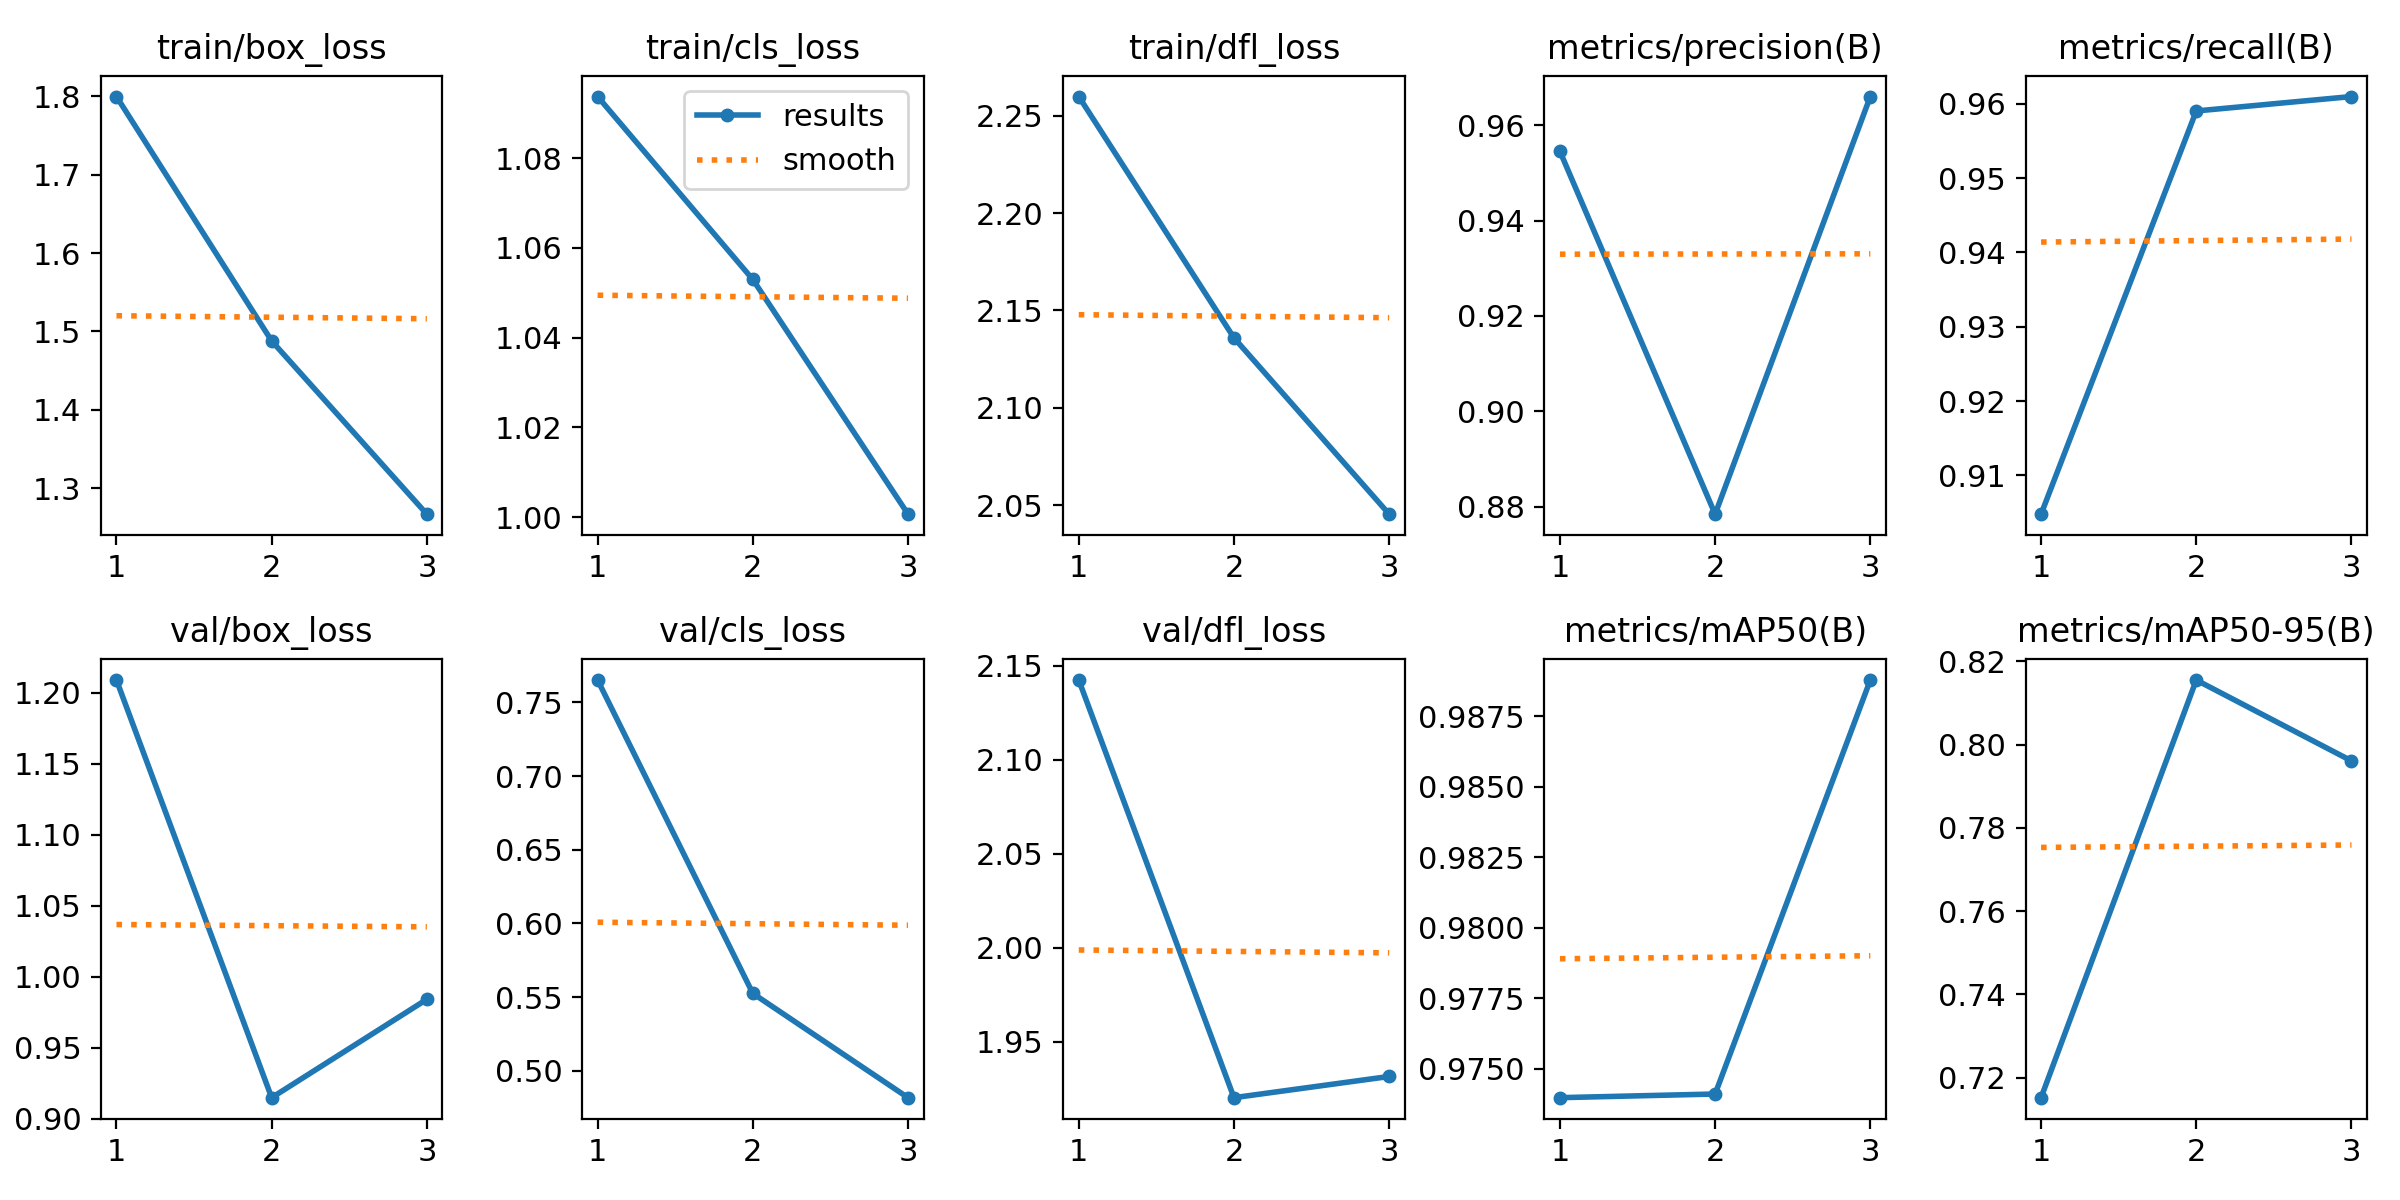 train/box_loss
1.8
1.7
1.6
1.5
1.4
1.3
1 2 3
train/cls_loss
results
smooth
1.08
1.06
1.04
1.02
1.00
1 2 3
train/dfl_loss
2.25
2.20
2.15
2.10
2.05
1 2 3
metrics/precision(B)
0.96
0.94
0.92
0.90
0.88
1 2 3
metrics/recall(B)
0.96
0.95
0.94
0.93
0.92
0.91
1 2 3
val/box_loss
1.20
1.15
1.10
1.05
1.00
0.95
0.90
1 2 3
val/cls_loss
0.75
0.70
0.65
0.60
0.55
0.50
1 2 3
val/dfl_loss
2.15
2.10
2.05
2.00
1.95
1 2 3
metrics/mAP50(B)
0.9875
0.9850
0.9825
0.9800
0.9775
0.9750
1 2 3
metrics/mAP50-95(B)
0.82
0.80
0.78
0.76
0.74
0.72
1 2 3